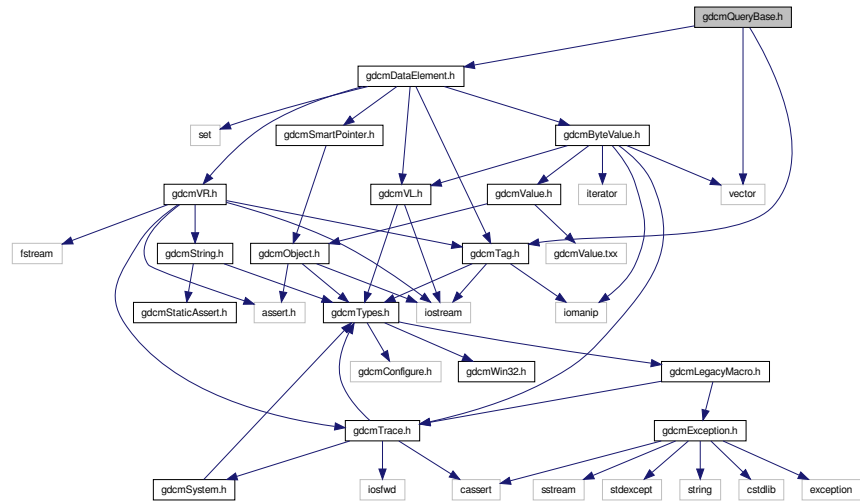 gdcmQueryBase.h
gdcmDataElement.h
set
gdcmSmartPointer.h
gdcmByteValue.h
gdcmVR.h
gdcmVL.h
gdcmValue.h
iterator
vector
fstream
gdcmString.h
gdcmObject.h
gdcmTag.h
gdcmValue.txx
gdcmStaticAssert.h
assert.h
gdcmTypes.h
iostream
iomanip
gdcmConfigure.h
gdcmWin32.h
gdcmLegacyMacro.h
gdcmTrace.h
gdcmException.h
gdcmSystem.h
iosfwd
cassert
sstream
stdexcept
string
cstdlib
exception